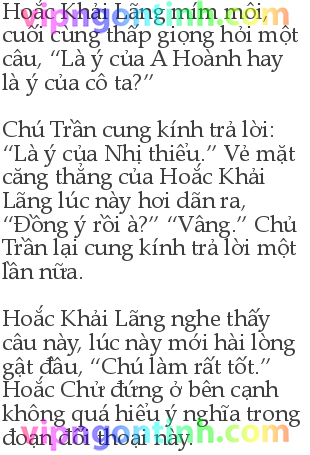 Hoắc Khải Lãng mím môi,
cuối cùng thấp giọng hỏi một
câu, “Là ý của A Hoành hay
là ý của cô ta?”

Chú Trần cung kính trả lời:
“Là ý của Nhị thiểu.” Vẻ mặt
căng thẳng của Hoắc Khải
Lãng lúc này hơi dãn ra,
“Đồng ý rồi à?” “Vâng.” Chủ
Trần lại cung kính trả lời một
lần nữa.

Hoắc Khải Lãng nghe thấy
câu này, lúc này mới hài lòng
gật đầu, “Chú làm rất tốt.”
Hoắc Chử đứng ở bên cạnh
không quá hiểu ý nghĩa trong
đoạn đối thoại này.
vipngontinh.com
vipngontinh.com